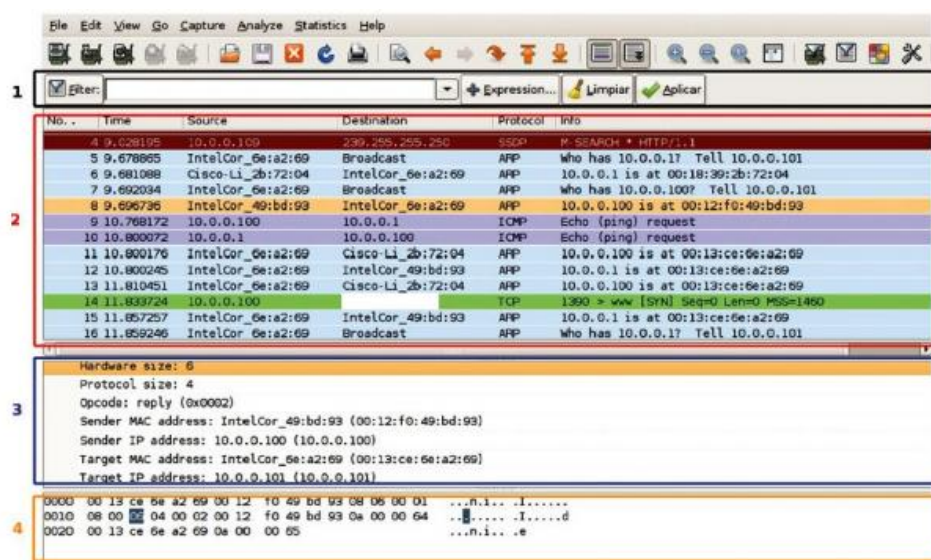 File Edit View Go Capture Analyze Statistics Help
1
Filter: Expression... Limpiar Aplicar
2
No. . Time Source Destination Protocol Info
4 9.028195 10.0.0.109 239.255.255.250 SSDP M-SEARCH * HTTP/1.1
5 9.678865 IntelCor_6e:a2:69 Broadcast ARP Who has 10.0.0.1? Tell 10.0.0.101
6 9.681088 Cisco-Li_2b:72:04 IntelCor_6e:a2:69 ARP 10.0.0.1 is at 00:18:39:2b:72:04
7 9.692034 IntelCor_6e:a2:69 Broadcast ARP Who has 10.0.0.100? Tell 10.0.0.101
8 9.696736 IntelCor_49:bd:93 IntelCor_6e:a2:69 ARP 10.0.0.100 is at 00:12:f0:49:bd:93
9 10.768172 10.0.0.100 10.0.0.1 ICMP Echo (ping) request
10 10.800072 10.0.0.1 10.0.0.100 ICMP Echo (ping) request
11 10.800176 IntelCor_6e:a2:69 Cisco-Li_2b:72:04 ARP 10.0.0.100 is at 00:13:ce:6e:a2:69
12 10.800245 IntelCor_6e:a2:69 IntelCor_49:bd:93 ARP 10.0.0.1 is at 00:13:ce:6e:a2:69
13 11.810451 IntelCor_6e:a2:69 Cisco-Li_2b:72:04 ARP 10.0.0.100 is at 00:13:ce:6e:a2:69
14 11.833724 10.0.0.100 TCP 1390 > www [SYN] Seq=0 Len=0 MSS=1460
15 11.857257 IntelCor_6e:a2:69 IntelCor_49:bd:93 ARP 10.0.0.1 is at 00:13:ce:6e:a2:69
16 11.859246 IntelCor_6e:a2:69 Broadcast ARP Who has 10.0.0.1? Tell 10.0.0.101
3
Hardware size: 6
Protocol size: 4
Opcode: reply (0x0002)
Sender MAC address: IntelCor_49:bd:93 (00:12:f0:49:bd:93)
Sender IP address: 10.0.0.100 (10.0.0.100)
Target MAC address: IntelCor_6e:a2:69 (00:13:ce:6e:a2:69)
Target IP address: 10.0.0.101 (10.0.0.101)
4
0000 00 13 ce 6e a2 69 00 12 f0 49 bd 93 08 06 00 01 ...n.i.. .I......
0010 08 00 06 04 00 02 00 12 f0 49 bd 93 0a 00 00 64 ........ .I.....d
0020 00 13 ce 6e a2 69 0a 00 00 65 ...n.i.. .e